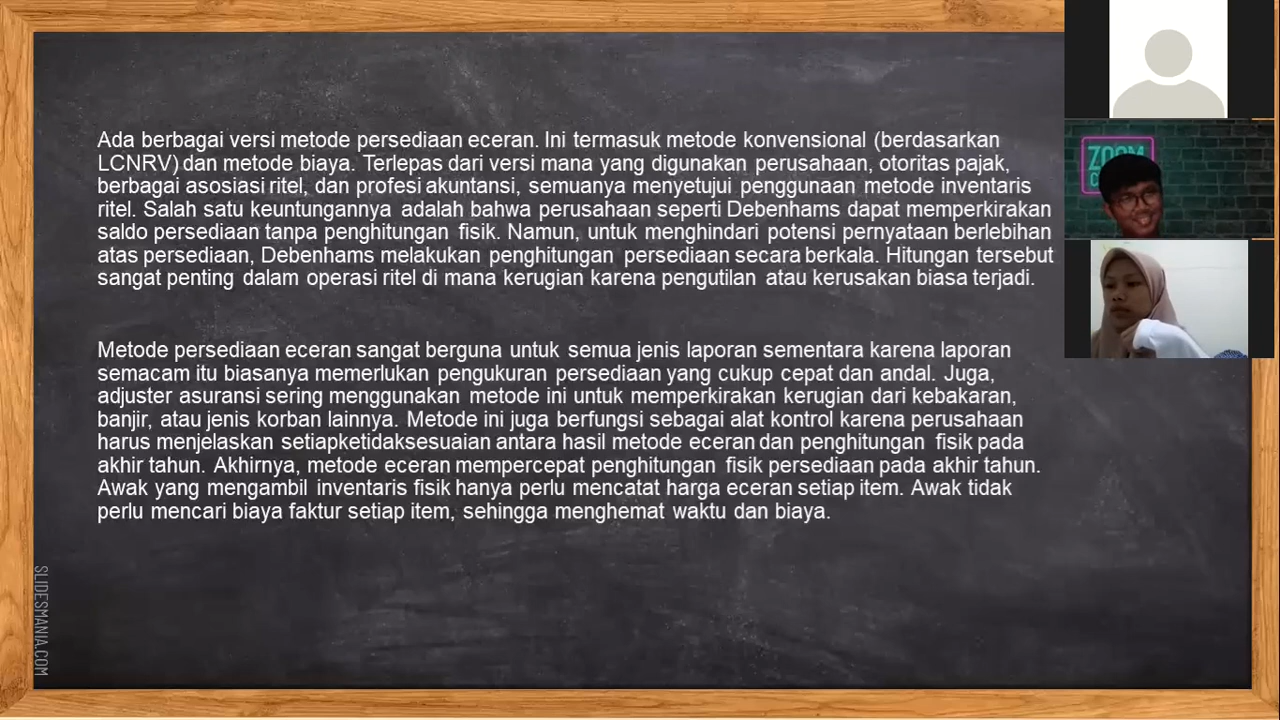 Ada berbagai versi metode persediaan eceran. Ini termasuk metode konvensional (berdasarkan
LCNRV) dan metode biaya. Terlepas dari versi mana yang digunakan perusahaan, otoritas pajak,
berbagai asosiasi ritel, dan profesi akuntansi, semuanya menyetujui penggunaan metode inventaris
ritel. Salah satu keuntungannya adalah bahwa perusahaan seperti Debenhams dapat memperkirakan
saldo persediaan tanpa penghitungan fisik. Namun, untuk menghindari potensi pernyataan berlebihan
atas persediaan, Debenhams melakukan penghitungan persediaan secara berkala. Hitungan tersebut
sangat penting dalam operasi ritel di mana kerugian karena pengutilan atau kerusakan biasa terjadi.
Metode persediaan eceran sangat berguna untuk semua jenis laporan sementara karena laporan
semacam itu biasanya memerlukan pengukuran persediaan yang cukup cepat dan andal. Juga,
adjuster asuransi sering menggunakan metode ini untuk memperkirakan kerugian dari kebakaran,
banjir, atau jenis korban lainnya. Metode ini juga berfungsi sebagai alat kontrol karena perusahaan
harus menjelaskan setiapketidaksesuaian antara hasil metode eceran dan penghitungan fisik pada
akhir tahun. Akhirnya, metode eceran mempercepat penghitungan fisik persediaan pada akhir tahun.
Awak yang mengambil inventaris fisik hanya perlu mencatat harga eceran setiap item. Awak tidak
perlu mencari biaya faktur setiap item, sehingga menghemat waktu dan biaya.
SLIDESMANIA.COM
ZOOM